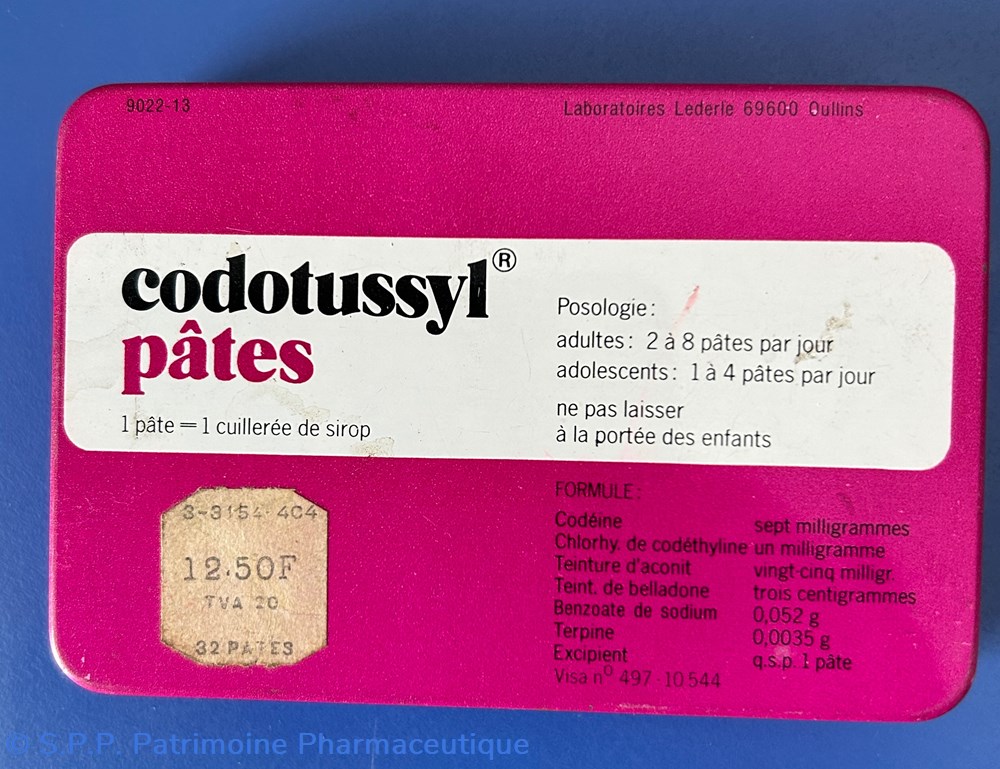 9022-13
Laboratoires Lederle 69600 Oullins
codotussyl®
pâtes
1 pâte = 1 cuillerée de sirop
Posologie :
adultes : 2 à 8 pâtes par jour
adolescents : 1 à 4 pâtes par jour
ne pas laisser
à la portée des enfants
3-3154 404
12.50F
TVA 20
32 PATES
FORMULE :
Codéine sept milligrammes
Chlorhy. de codéthyline un milligramme
Teinture d'aconit vingt-cinq milligr.
Teint. de belladone trois centigrammes
Benzoate de sodium 0,052 g
Terpine 0,0035 g
Excipient q.s.p. 1 pâte
Visa nº 497-10 544
© S.P.P. Patrimoine Pharmaceutique